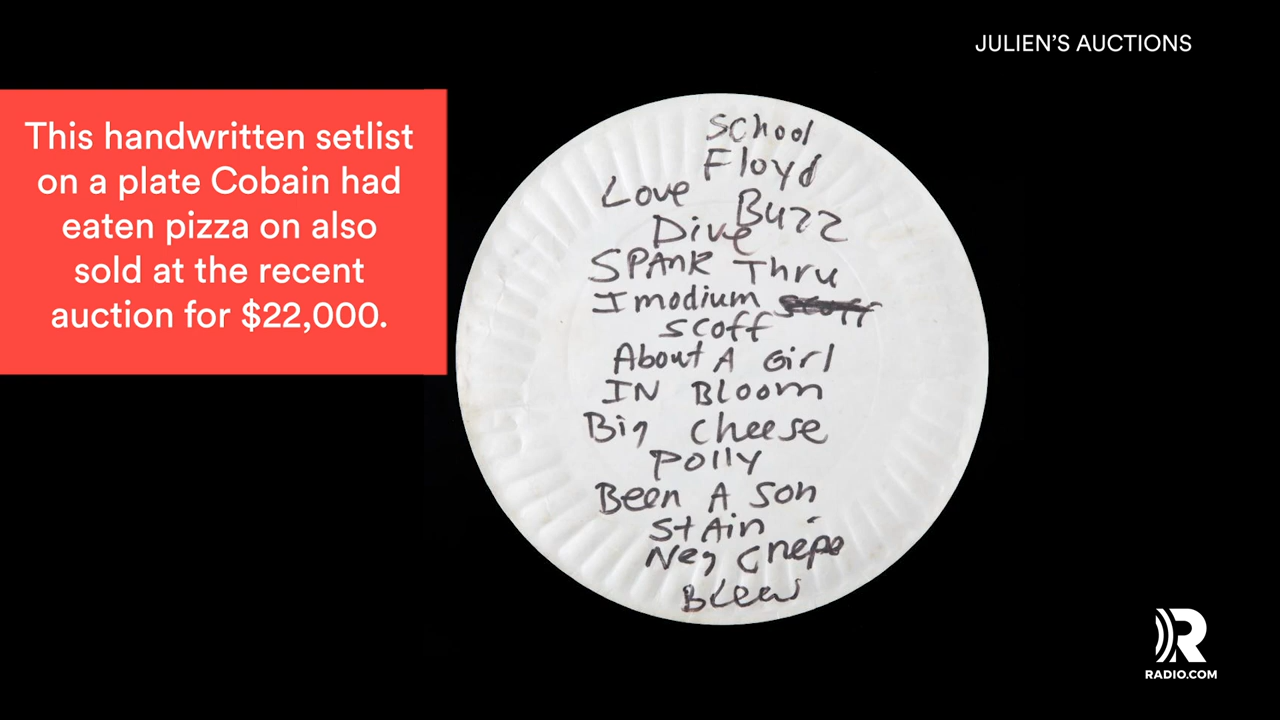 JULIEN'S AUCTIONS
This handwritten setlist
on a plate Cobain had
eaten pizza on also
sold at the recent
auction for $22,000.
School
Floyd
Love Buzz
Dive
SPANK Thru
Imodium
Scoff
About A Girl
IN Bloom
Big Cheese
Polly
Been A Son
Stain
Neg Creep
Blew
RADIO.COM